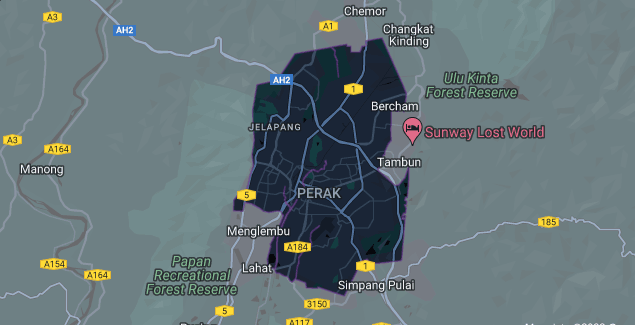 Chemor
A3
AH2
A1
Changkat
Kinding
AH2
1
Ulu Kinta
Forest Reserve
Bercham
JELAPANG
Sunway Lost World
A3
A164
Tambun
Manong
5
PERAK
185
Menglembu
A184
Papan
Recreational
Forest Reserve
A154
A164
Lahat
1
Simpang Pulai
3150
5
A117